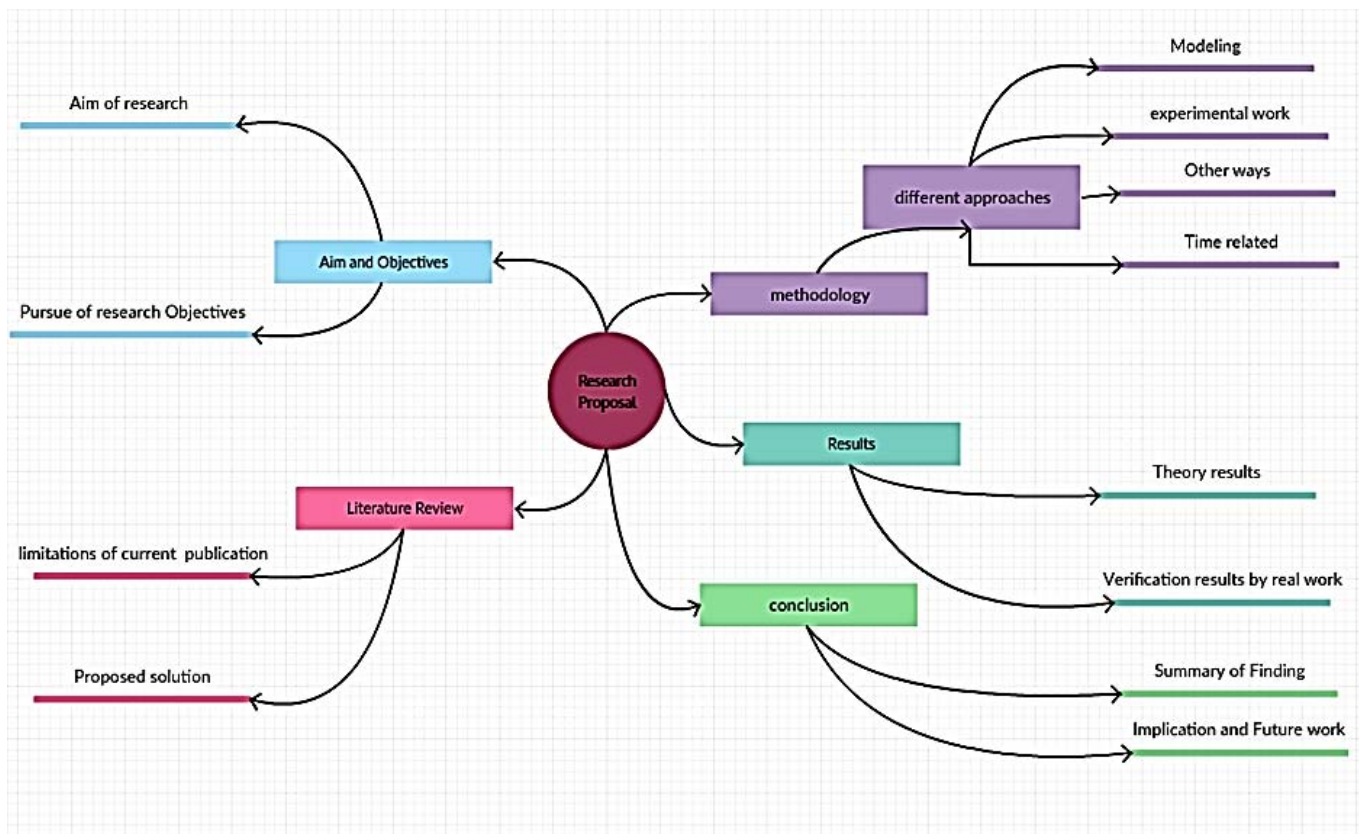 Modeling
Aim of research
experimental work
Other ways
different approaches
Time related
Aim and Objectives
methodology
Pursue of research Objectives
Research
Proposal
Results
Theory results
Literature Review
limitations of current publication
Verification results by real work
conclusion
Proposed solution
Summary of Finding
Implication and Future work